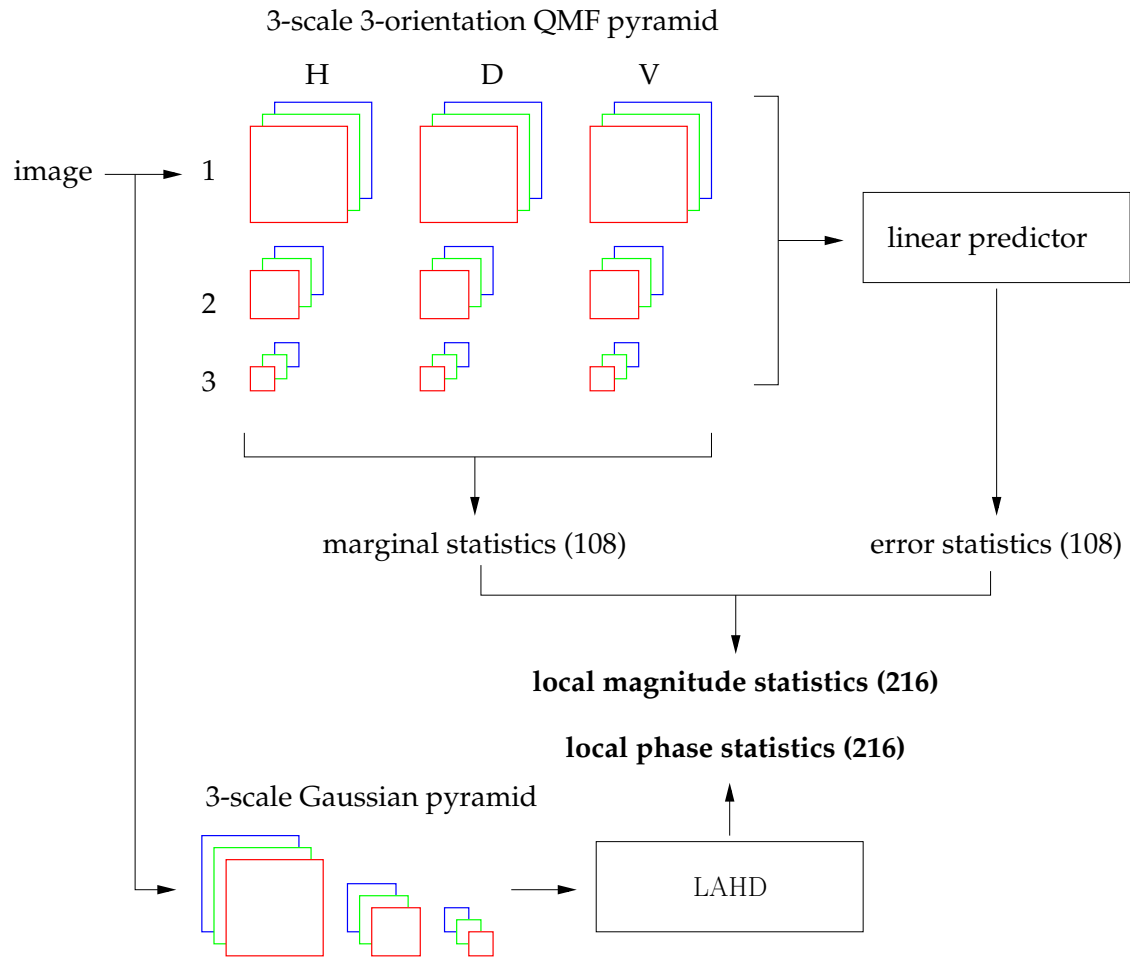 3-scale 3-orientation QMF pyramid
H D V
image
1
linear predictor
2
3
marginal statistics (108)
error statistics (108)
local magnitude statistics (216)
local phase statistics (216)
3-scale Gaussian pyramid
LAHD